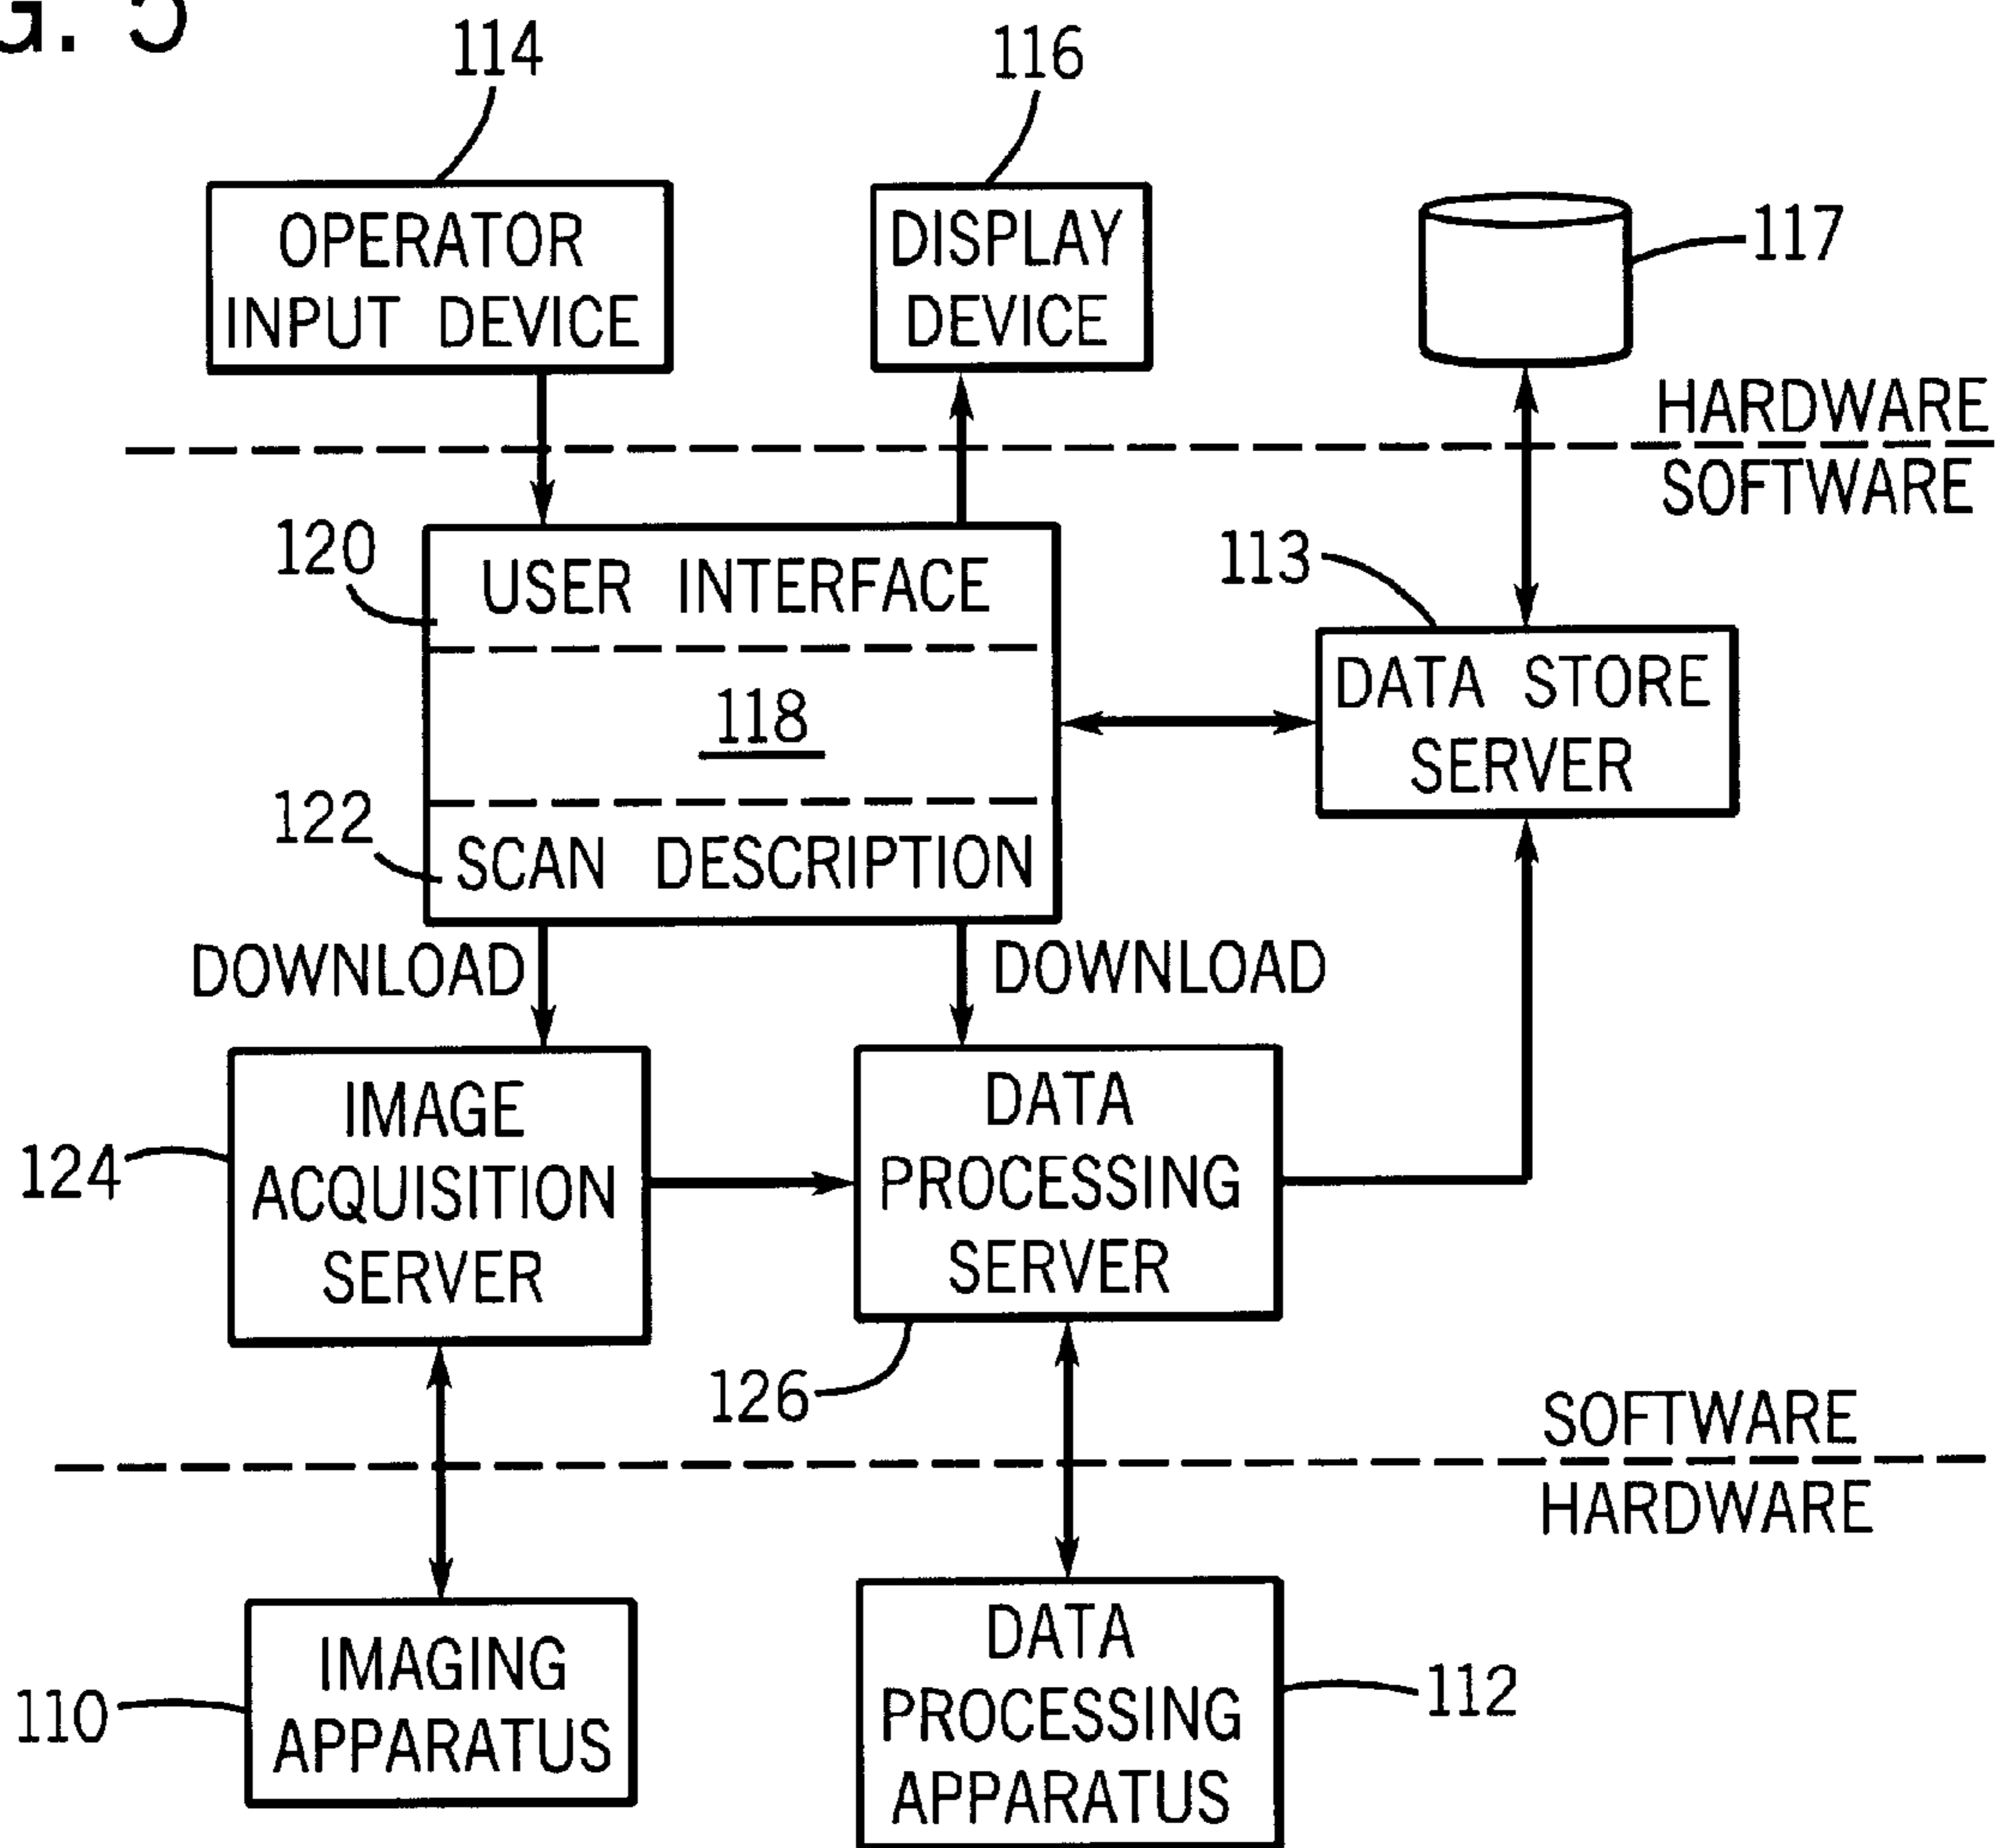 G. 5
114
116
OPERATOR
INPUT DEVICE
DISPLAY
DEVICE
117
HARDWARE
SOFTWARE
120
USER INTERFACE
113
118
DATA STORE
SERVER
122
SCAN DESCRIPTION
DOWNLOAD
DOWNLOAD
124
IMAGE
ACQUISITION
SERVER
DATA
PROCESSING
SERVER
126
SOFTWARE
HARDWARE
110
IMAGING
APPARATUS
DATA
PROCESSING
APPARATUS
112